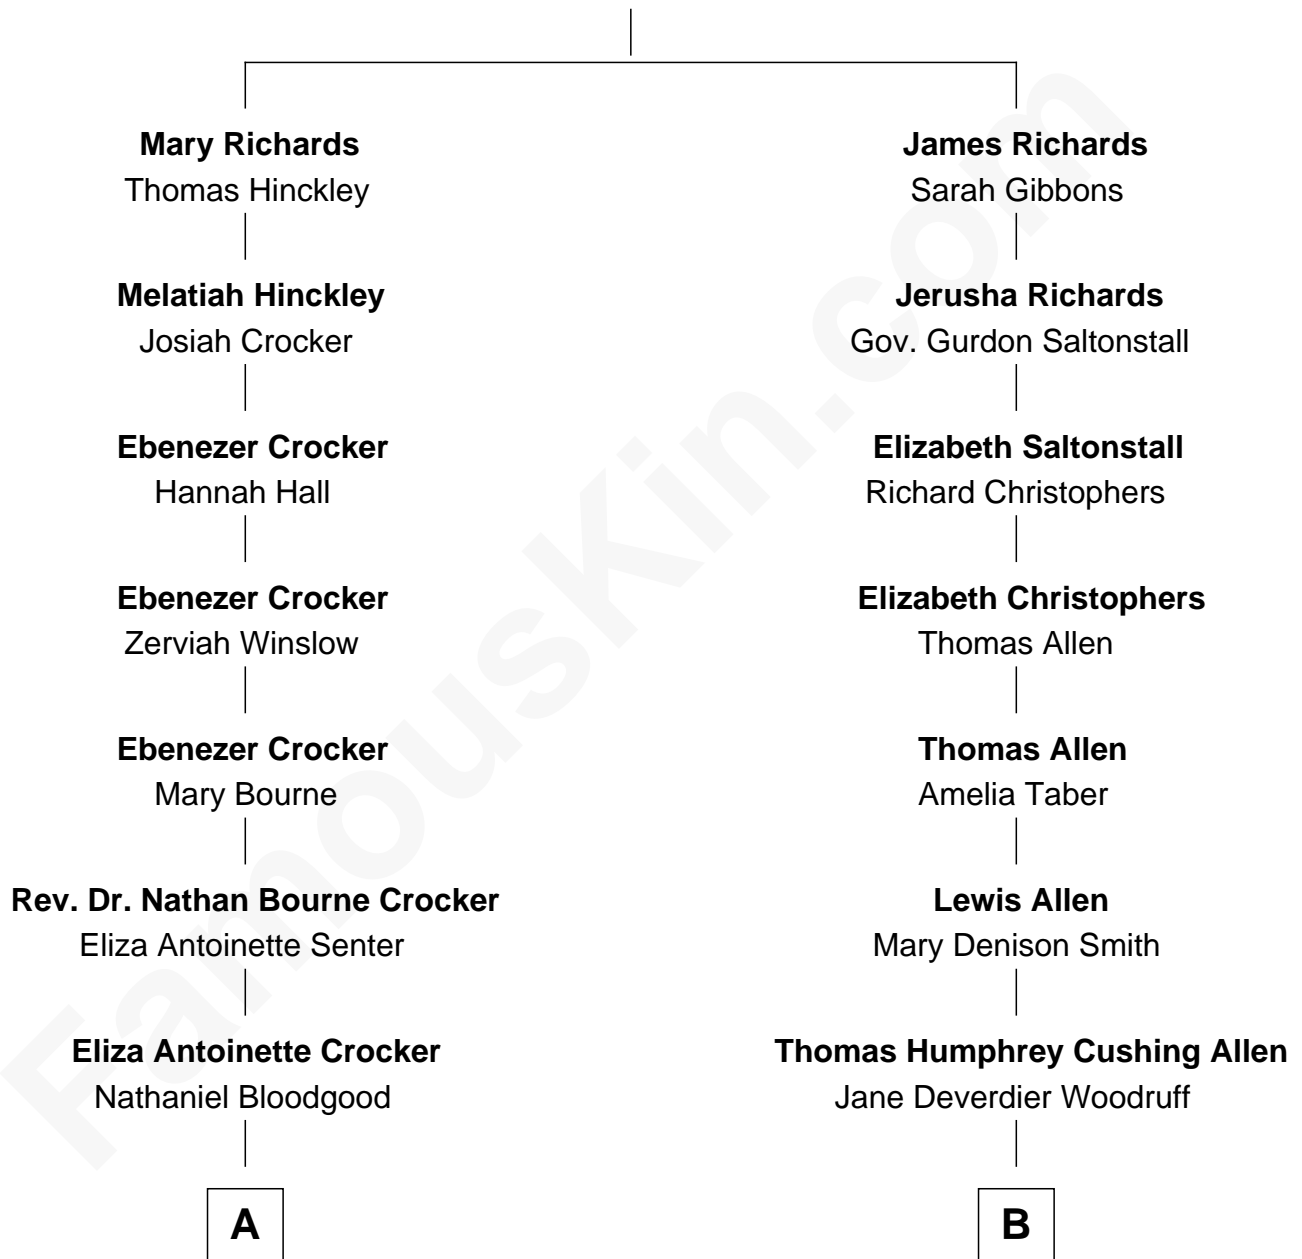 Mary Richards
Thomas Hinckley
Melatiah Hinckley
Josiah Crocker
Ebenezer Crocker
Hannah Hall
Ebenezer Crocker
Zerviah Winslow
Ebenezer Crocker
Mary Bourne
Rev. Dr. Nathan Bourne Crocker
Eliza Antoinette Senter
Eliza Antoinette Crocker
Nathaniel Bloodgood
A
James Richards
Sarah Gibbons
Jerusha Richards
Gov. Gurdon Saltonstall
Elizabeth Saltonstall
Richard Christophers
Elizabeth Christophers
Thomas Allen
Thomas Allen
Amelia Taber
Lewis Allen
Mary Denison Smith
Thomas Humphrey Cushing Allen
Jane Deverdier Woodruff
B
FamousKin.com